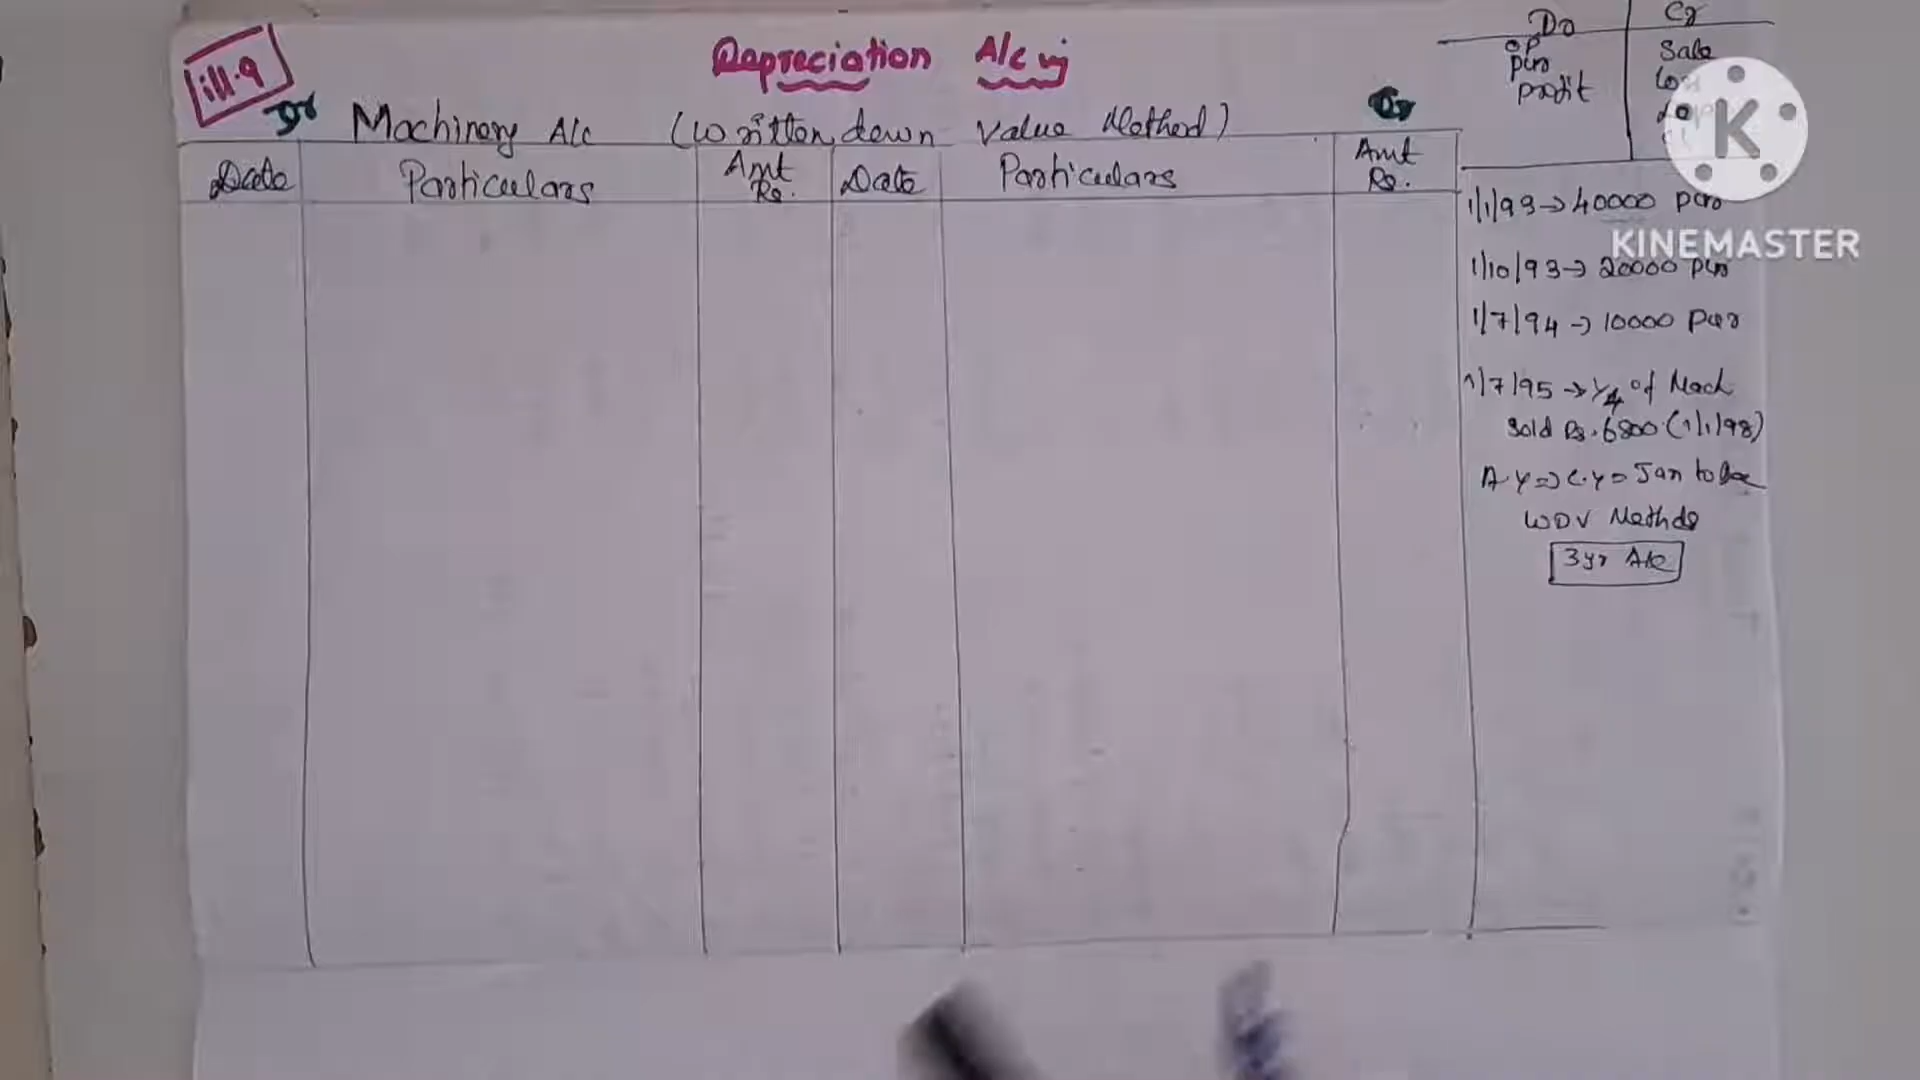 ill.9
Depreciation A/cing
Dr Machinery A/c (Written down Value Method) Cr
Date Particulars Amt Rs. Date Particulars Amt Rs.
Dr Cr
op Sale
pur
profit
K
KINEMASTER
1/1/93→40000 pur
1/10/93→20000 pur
1/7/94→10000 Pur
1/7/95→1/4 of Mach
Sold Rs.6800(1/1/98)
A.Y⇒C.Y=Jan to Dec
WDV Method
3yr A/c